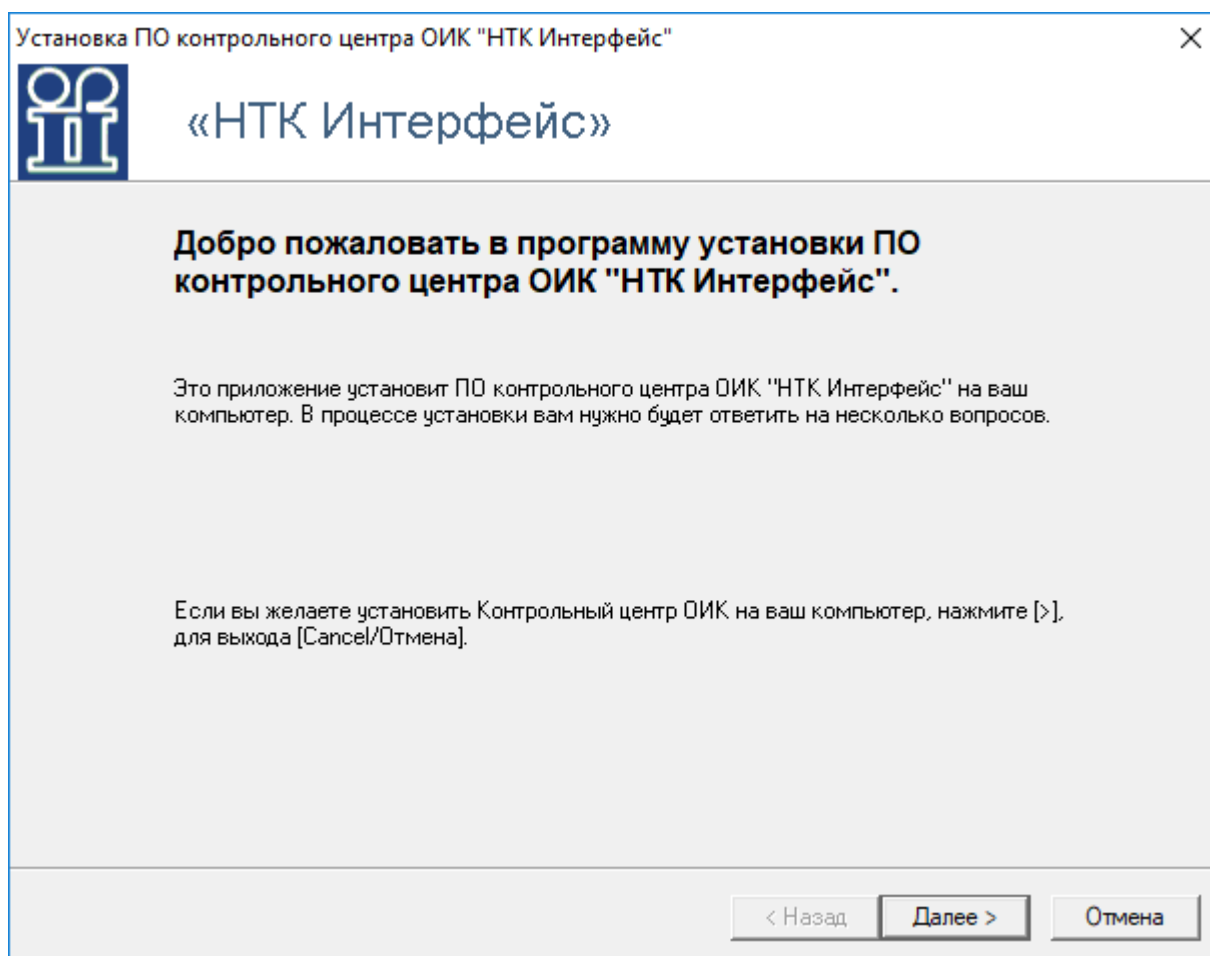 Установка ПО контрольного центра ОИК "НТК Интерфейс"
«НТК Интерфейс»
Добро пожаловать в программу установки ПО
контрольного центра ОИК "НТК Интерфейс".
Это приложение установит ПО контрольного центра ОИК "НТК Интерфейс" на ваш
компьютер. В процессе установки вам нужно будет ответить на несколько вопросов.
Если вы желаете установить Контрольный центр ОИК на ваш компьютер, нажмите [>],
для выхода [Cancel/Отмена].
< Назад Далее > Отмена